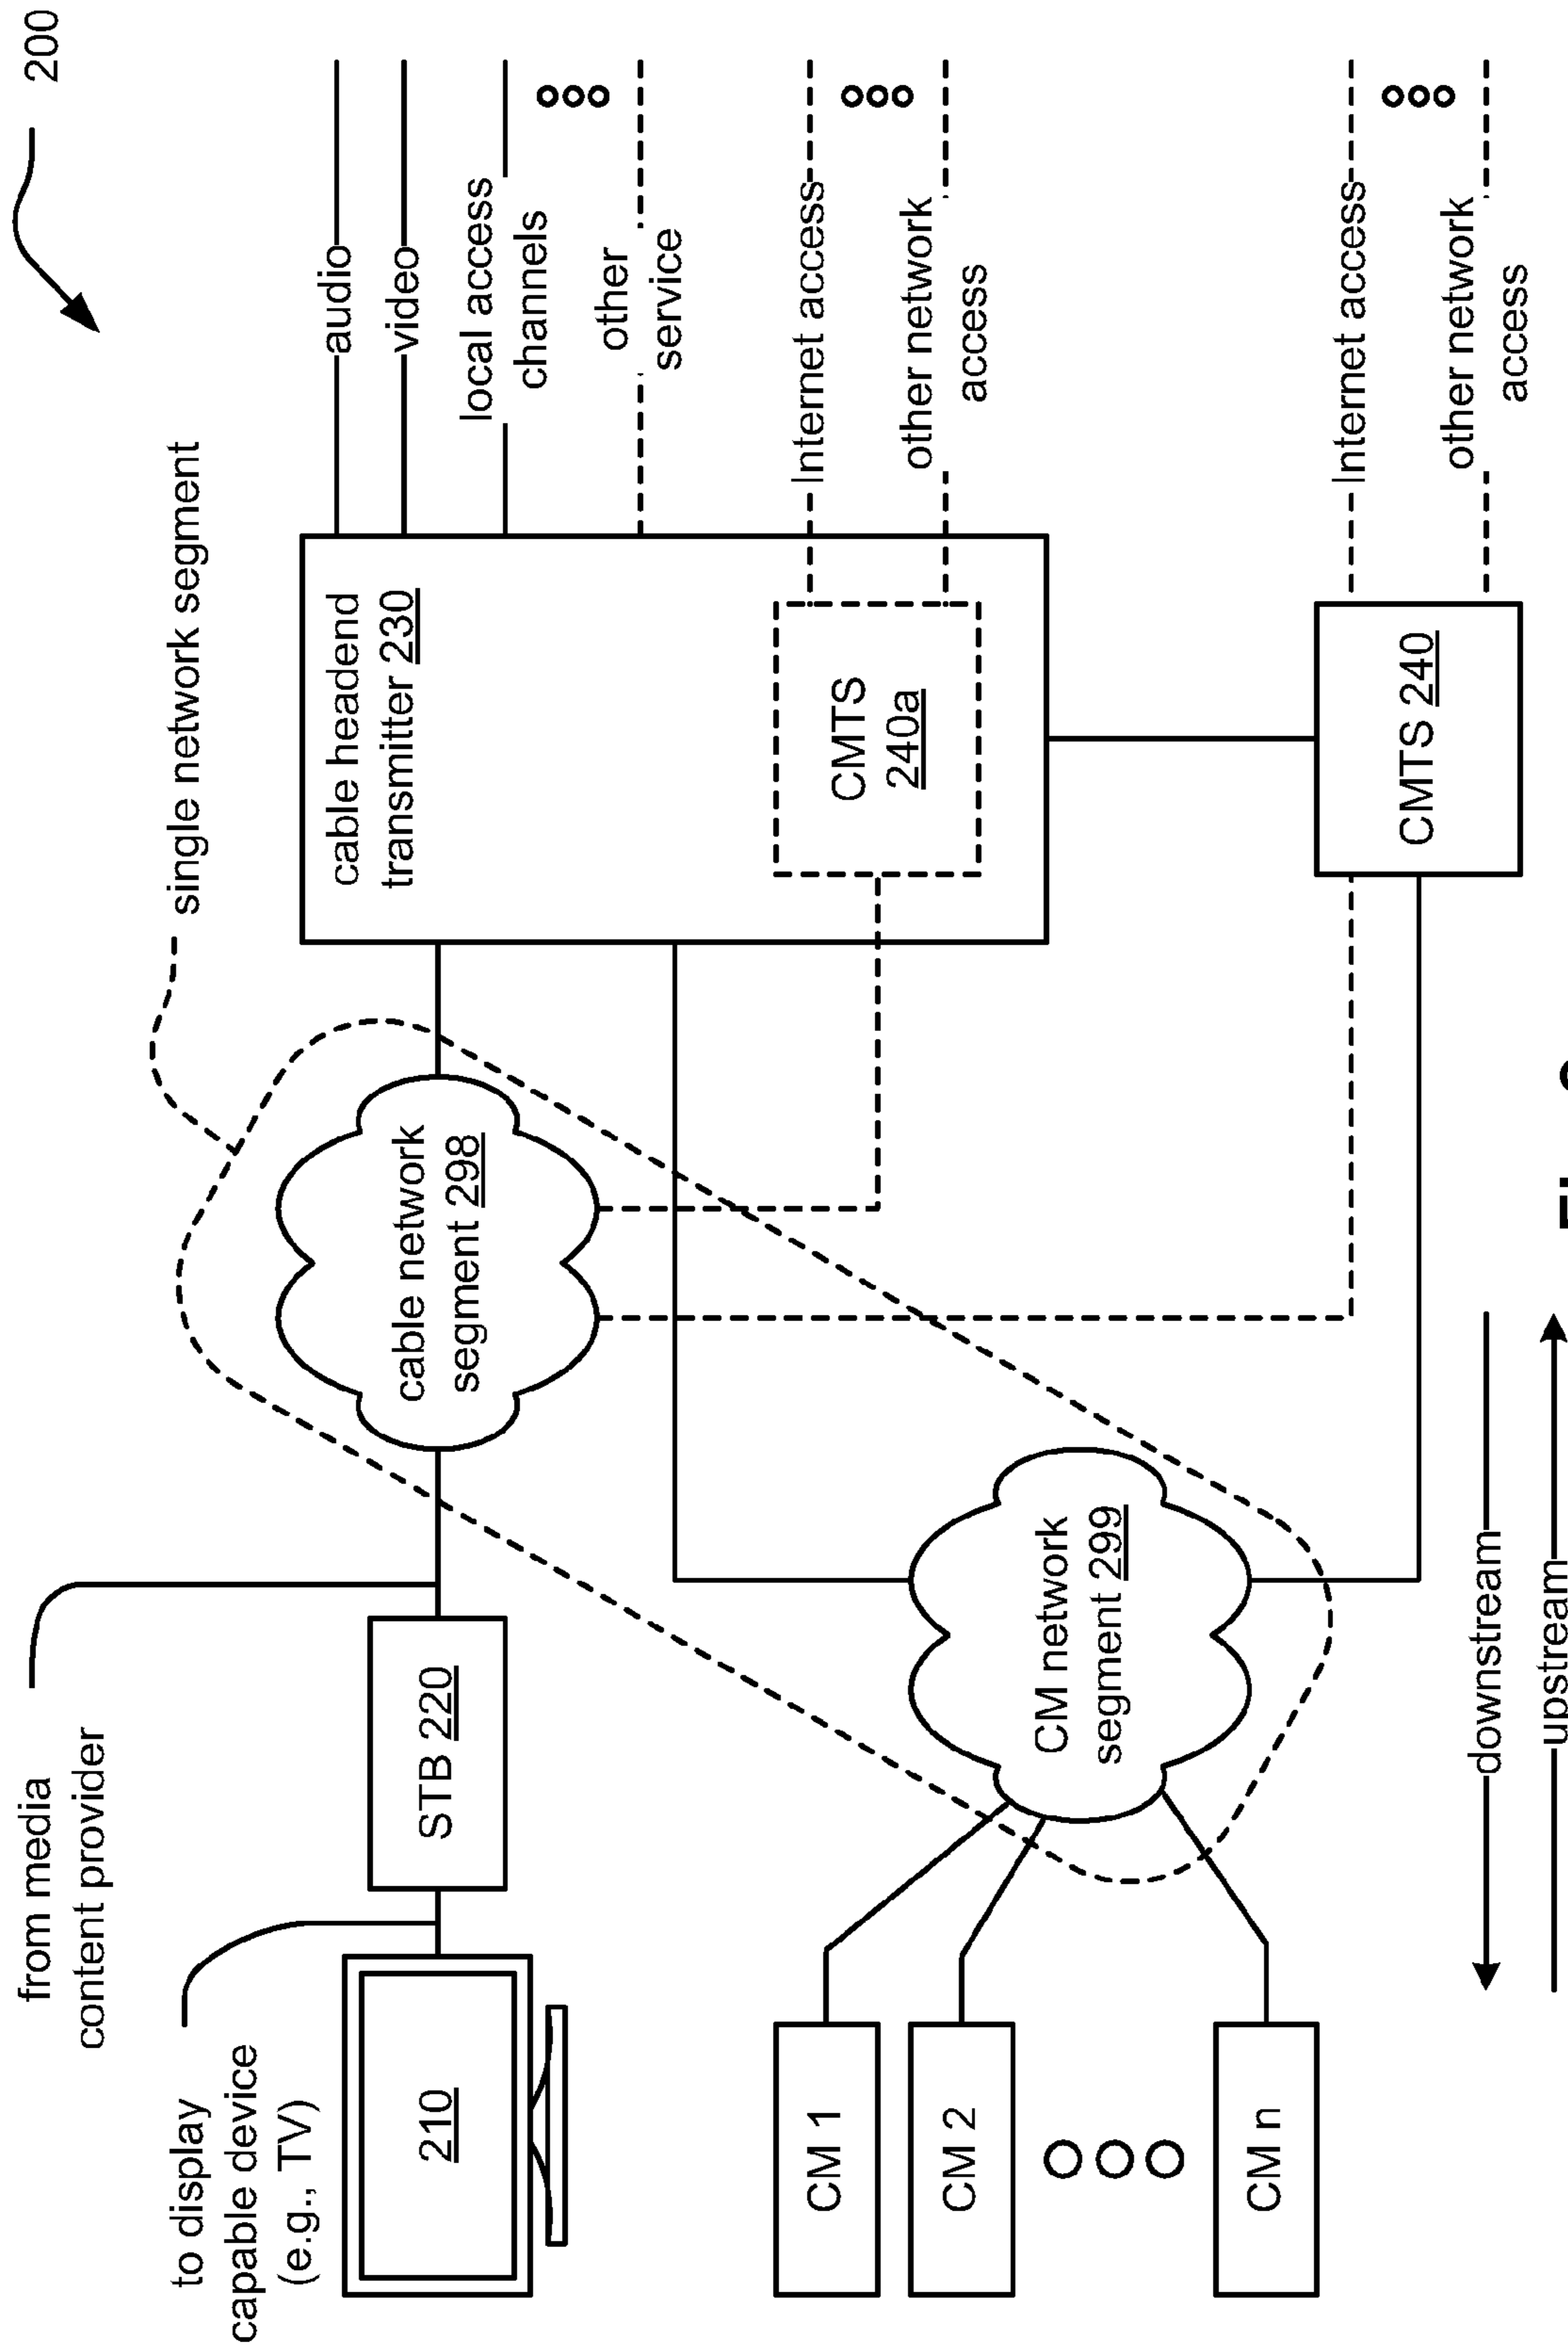 200
from media
content provider
to display
capable device
(e.g., TV)
single network segment
210
STB 220
cable network
segment 298
cable headend
transmitter 230
audio
video
local access
channels
other
service
CMTS
240a
Internet access
other network
access
CM 1
CM 2
CM n
CM network
segment 299
CMTS 240
Internet access
other network
access
downstream
upstream